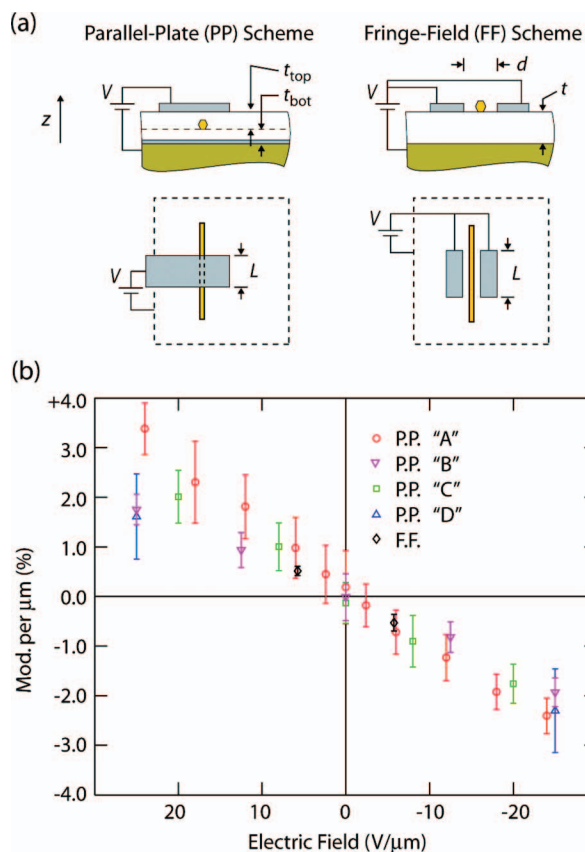 (a)
Parallel-Plate (PP) Scheme
Fringe-Field (FF) Scheme
t top
t bot
V
z
d
V
t
V
L
V
L
(b)
+4.0
3.0
2.0
1.0
0.0
-1.0
-2.0
-3.0
-4.0
Mod. per μm (%)
P.P. "A"
P.P. "B"
P.P. "C"
P.P. "D"
F.F.
20 10 0 -10 -20
Electric Field (V/μm)